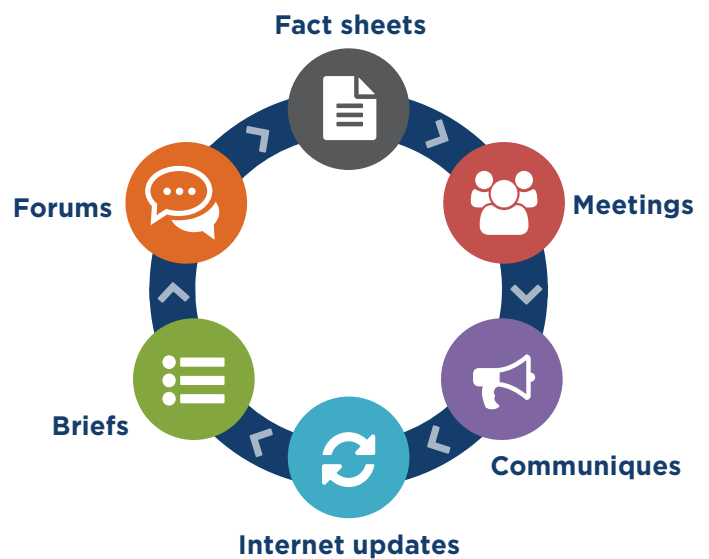 Fact sheets
Meetings
Communiques
Internet updates
Briefs
Forums